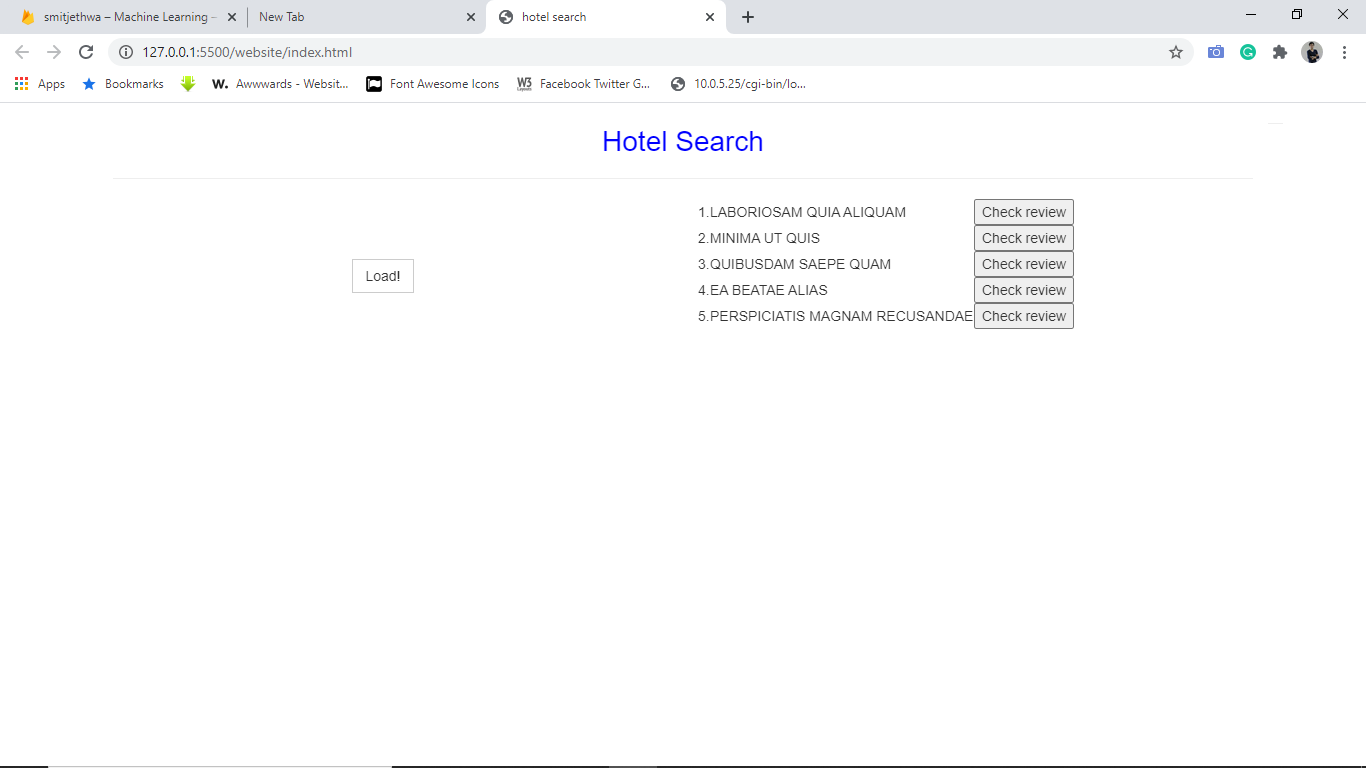 smitjethwa – Machine Learning –
New Tab
hotel search
127.0.0.1:5500/website/index.html
Apps
Bookmarks
W. Awwwards - Websit...
Font Awesome Icons
W3 Facebook Twitter G...
10.0.5.25/cgi-bin/lo...
Hotel Search
1.LABORIOSAM QUIA ALIQUAM Check review
2.MINIMA UT QUIS Check review
Load!
3.QUIBUSDAM SAEPE QUAM Check review
4.EA BEATAE ALIAS Check review
5.PERSPICIATIS MAGNAM RECUSANDAE Check review